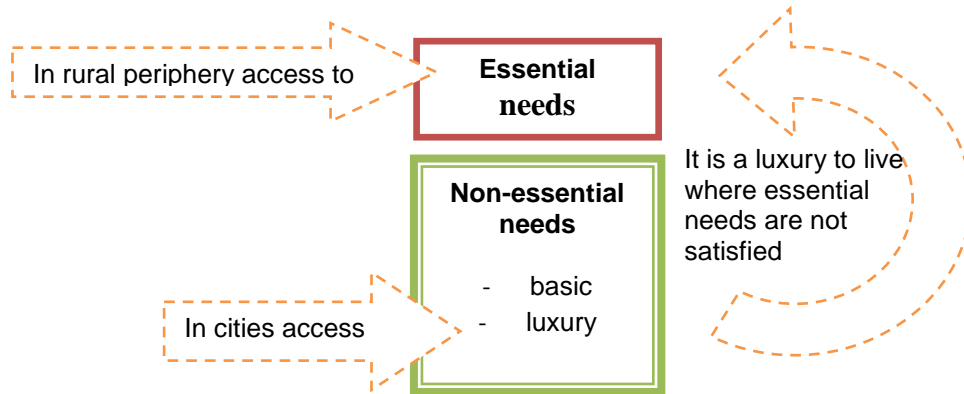 In rural periphery access to
Essential
needs
It is a luxury to live
where essential
needs are not
satisfied
Non-essential
needs
- basic
- luxury
In cities access